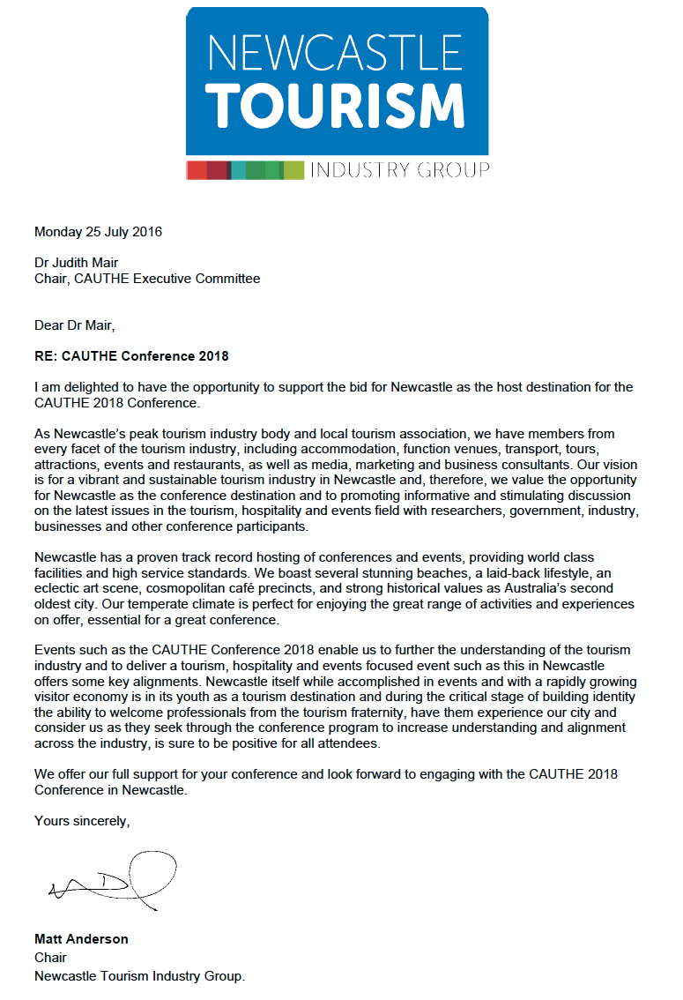 NEWCASTLE
TOURISM
INDUSTRY GROUP
Monday 25 July 2016
Dr Judith Mair
Chair, CAUTHE Executive Committee
Dear Dr Mair,
RE: CAUTHE Conference 2018
I am delighted to have the opportunity to support the bid for Newcastle as the host destination for the
CAUTHE 2018 Conference.
As Newcastle’s peak tourism industry body and local tourism association, we have members from
every facet of the tourism industry, including accommodation, function venues, transport, tours,
attractions, events and restaurants, as well as media, marketing and business consultants. Our vision
is for a vibrant and sustainable tourism industry in Newcastle and, therefore, we value the opportunity
for Newcastle as the conference destination and to promoting informative and stimulating discussion
on the latest issues in the tourism, hospitality and events field with researchers, government, industry,
businesses and other conference participants.
Newcastle has a proven track record hosting of conferences and events, providing world class
facilities and high service standards. We boast several stunning beaches, a laid-back lifestyle, an
eclectic art scene, cosmopolitan café precincts, and strong historical values as Australia’s second
oldest city. Our temperate climate is perfect for enjoying the great range of activities and experiences
on offer, essential for a great conference.
Events such as the CAUTHE Conference 2018 enable us to further the understanding of the tourism
industry and to deliver a tourism, hospitality and events focused event such as this in Newcastle
offers some key alignments. Newcastle itself while accomplished in events and with a rapidly growing
visitor economy is in its youth as a tourism destination and during the critical stage of building identity
the ability to welcome professionals from the tourism fraternity, have them experience our city and
consider us as they seek through the conference program to increase understanding and alignment
across the industry, is sure to be positive for all attendees.
We offer our full support for your conference and look forward to engaging with the CAUTHE 2018
Conference in Newcastle.
Yours sincerely,
Matt Anderson
Chair
Newcastle Tourism Industry Group.